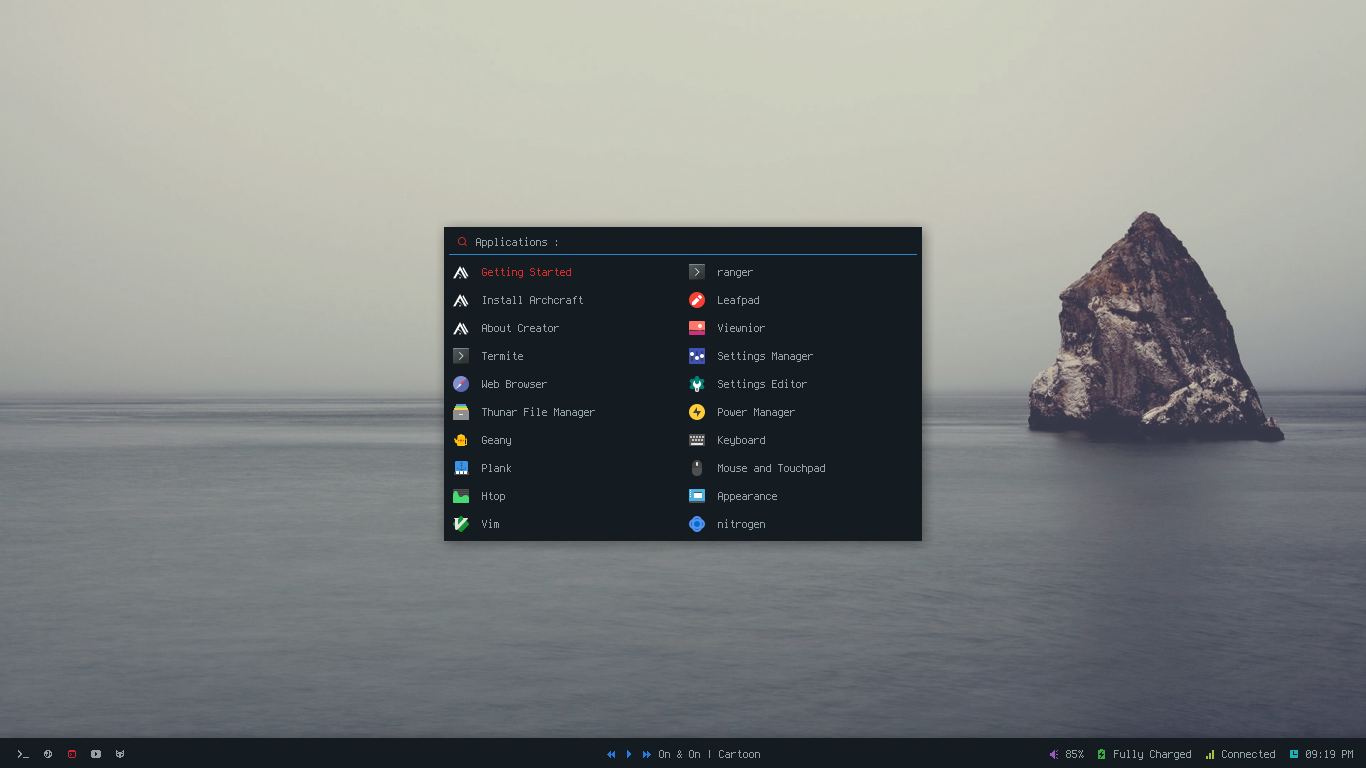 Applications :
Getting Started
Install Archcraft
About Creator
Termite
Web Browser
Thunar File Manager
Geany
Plank
Htop
Vim
ranger
Leafpad
Viewnior
Settings Manager
Settings Editor
Power Manager
Keyboard
Mouse and Touchpad
Appearance
nitrogen
On & On | Cartoon
85% Fully Charged Connected 09:19 PM